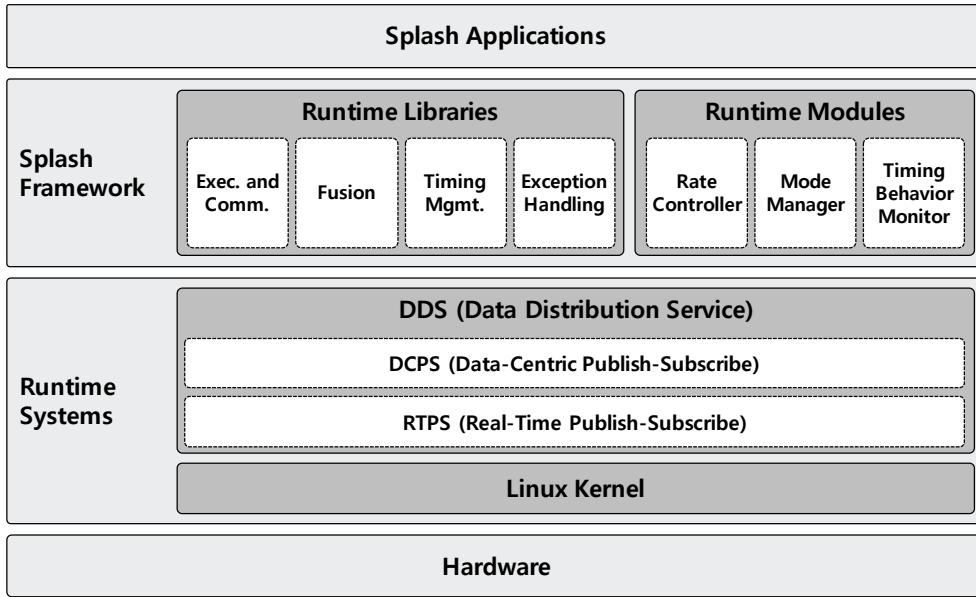 Splash Applications
Splash
Framework
Runtime Libraries
Exec. and
Comm.
Fusion
Timing
Mgmt.
Exception
Handling
Runtime Modules
Rate
Controller
Mode
Manager
Timing
Behavior
Monitor
Runtime
Systems
DDS (Data Distribution Service)
DCPS (Data-Centric Publish-Subscribe)
RTPS (Real-Time Publish-Subscribe)
Linux Kernel
Hardware